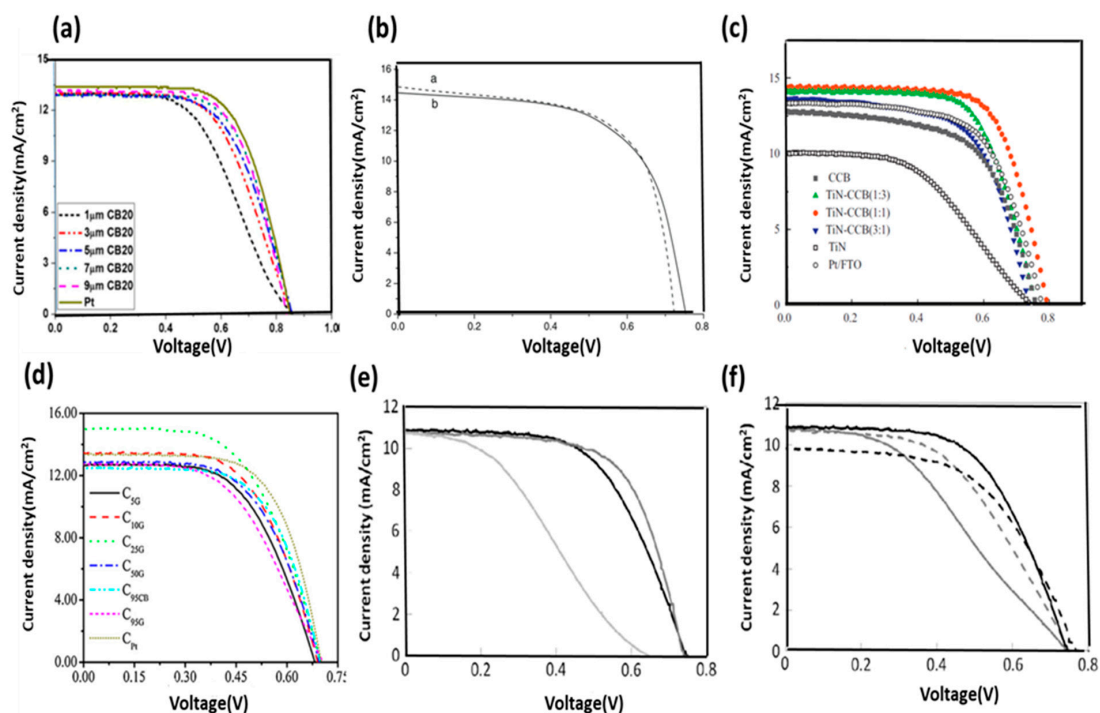 (a)
Current density(mA/cm²)
15
12
9
6
3
0
1μm CB20
3μm CB20
5μm CB20
7μm CB20
9μm CB20
Pt
0.0 0.2 0.4 0.6 0.8 1.0
Voltage(V)
(b)
Current density(mA/cm²)
16
14
12
10
8
6
4
2
0
a
b
0.0 0.2 0.4 0.6 0.8
Voltage(V)
(c)
Current density(mA/cm²)
15
10
5
0
CCB
TiN-CCB(1:3)
TiN-CCB(1:1)
TiN-CCB(3:1)
TiN
Pt/FTO
0.0 0.2 0.4 0.6 0.8
Voltage(V)
(d)
Current density(mA/cm²)
16.00
12.00
8.00
4.00
0.00
C5G
C10G
C25G
C50G
C95CB
C95G
CPt
0.00 0.15 0.30 0.45 0.60 0.75
Voltage(V)
(e)
Current density (mA/cm²)
12
10
8
6
4
2
0
0 0.2 0.4 0.6 0.8
Voltage(V)
(f)
Current density (mA/cm²)
12
10
8
6
4
2
0
0 0.2 0.4 0.6 0.8
Voltage(V)